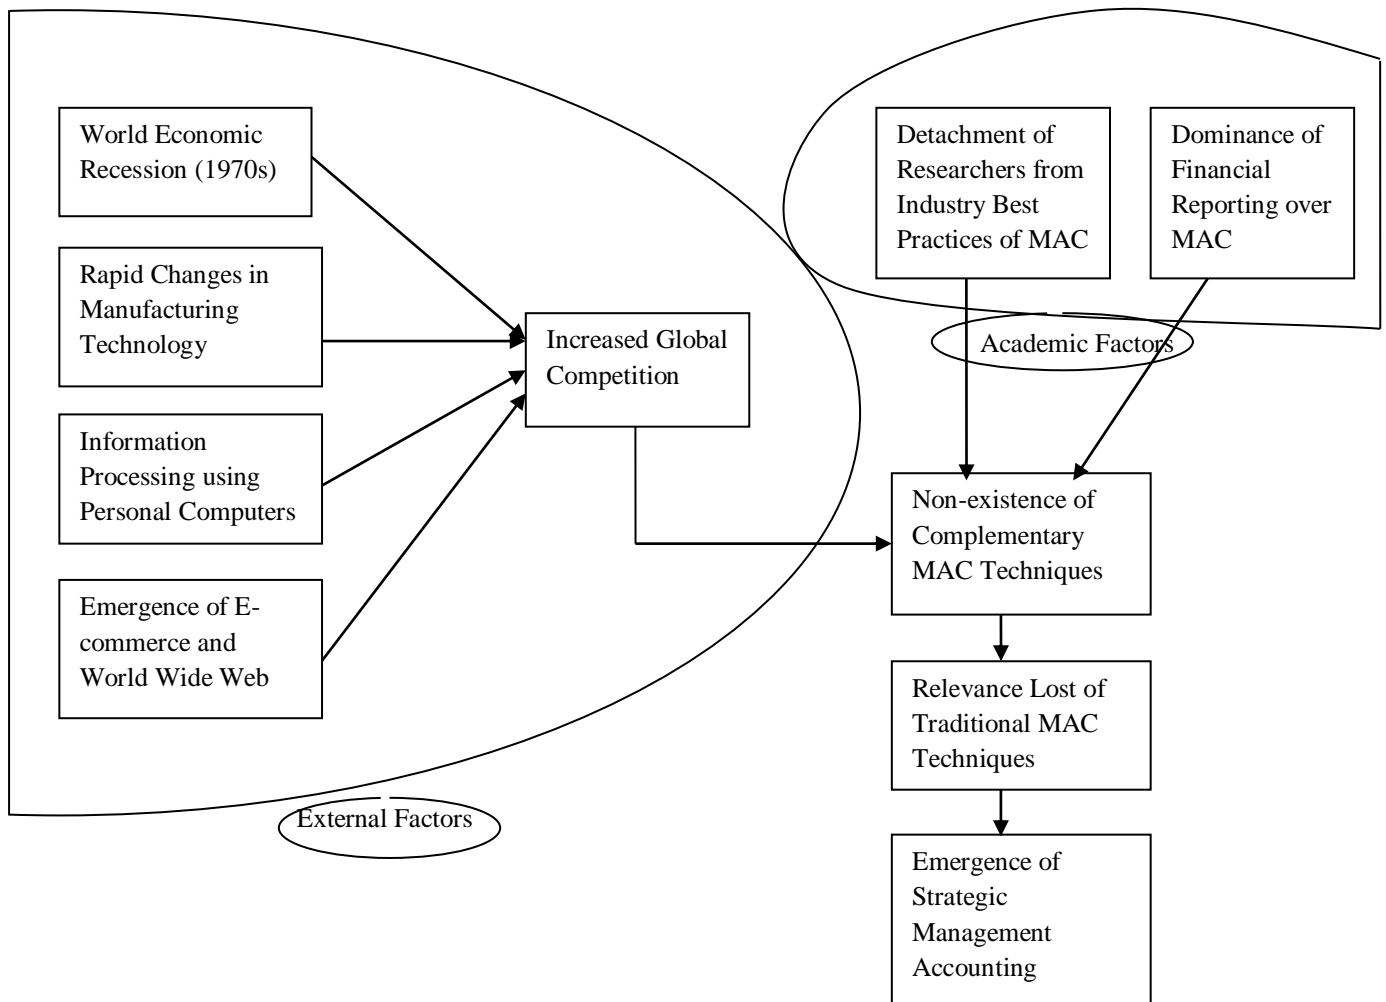 World Economic
Recession (1970s)
Rapid Changes in
Manufacturing
Technology
Information
Processing using
Personal Computers
Emergence of E-
commerce and
World Wide Web
Increased Global
Competition
External Factors
Detachment of
Researchers from
Industry Best
Practices of MAC
Dominance of
Financial
Reporting over
MAC
Academic Factors
Non-existence of
Complementary
MAC Techniques
Relevance Lost of
Traditional MAC
Techniques
Emergence of
Strategic
Management
Accounting